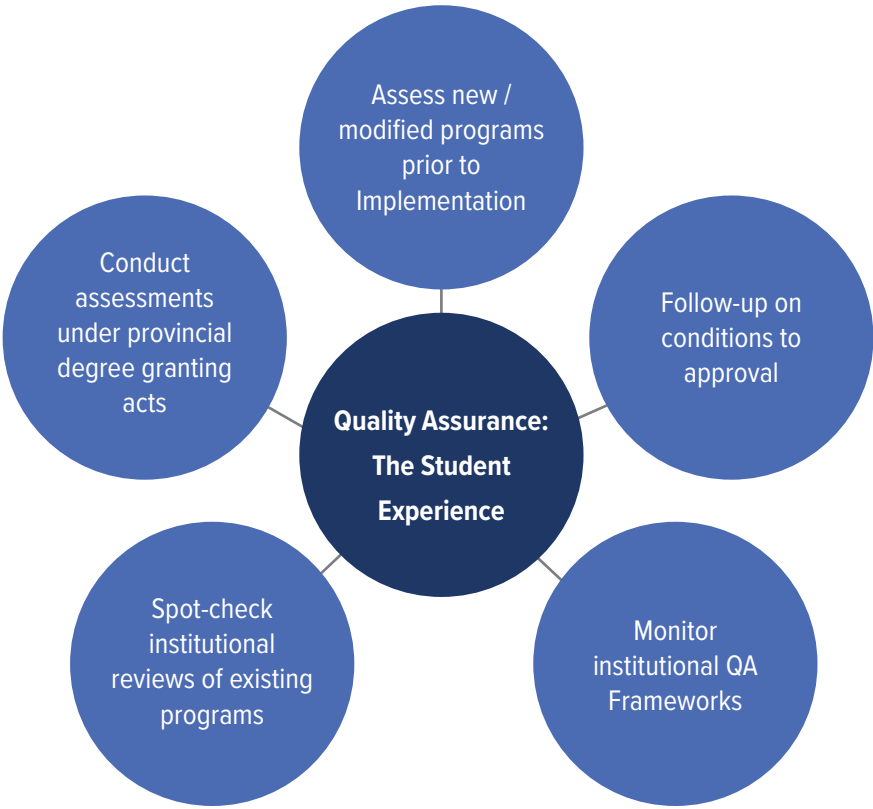 Assess new /
modified programs
prior to
Implementation
Conduct
assessments
under provincial
degree granting
acts
Follow-up on
conditions to
approval
Quality Assurance:
The Student
Experience
Spot-check
institutional
reviews of existing
programs
Monitor
institutional QA
Frameworks